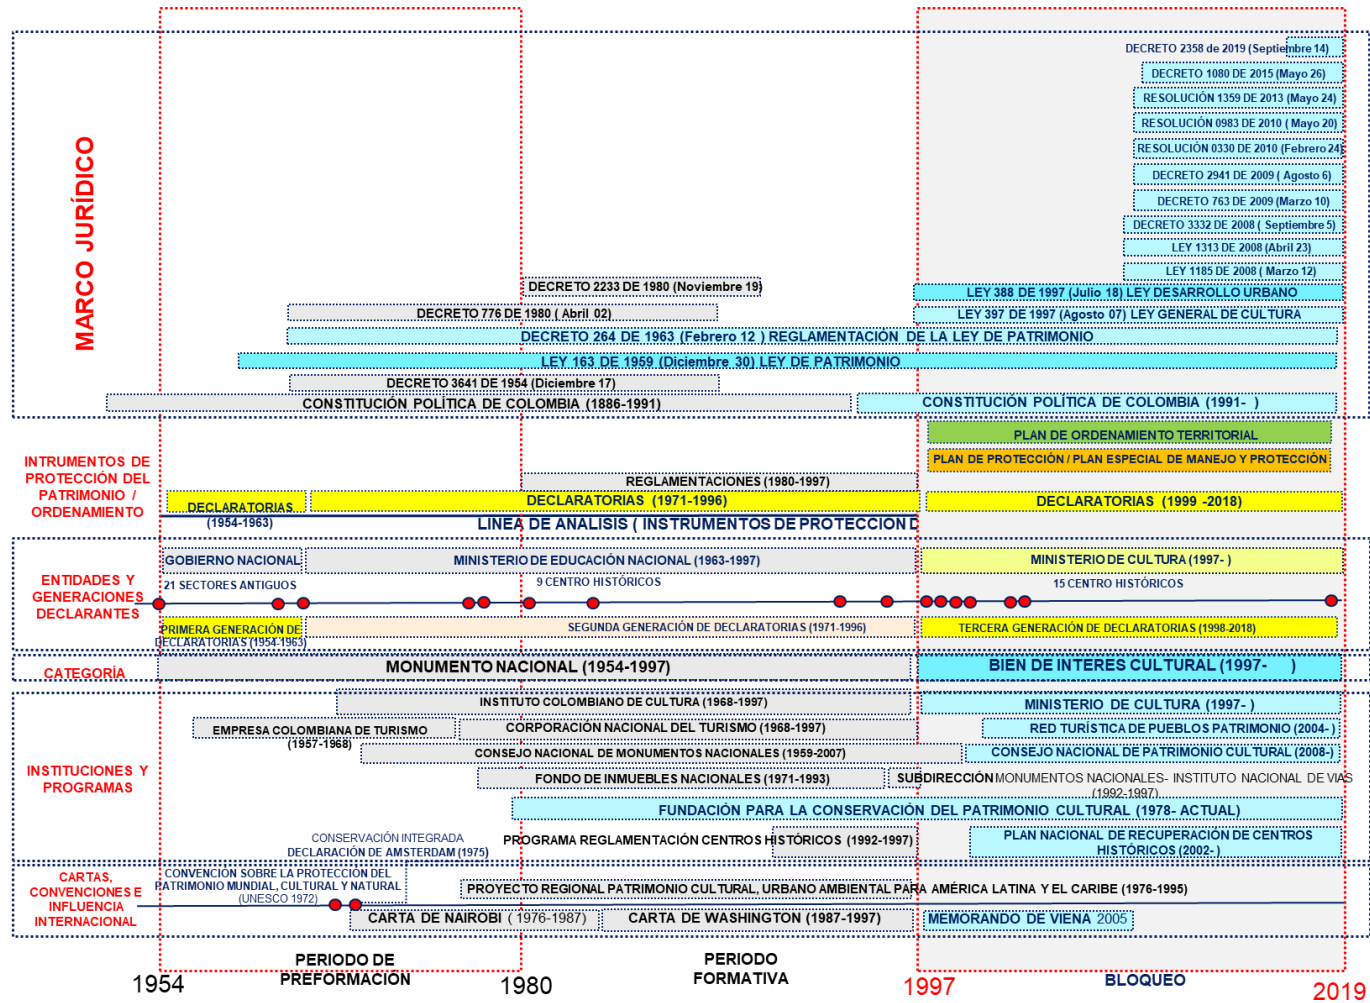 MARCO JURÍDICO
DECRETO 2358 de 2019 (Septiembre 14)
DECRETO 1080 DE 2015 (Mayo 26)
RESOLUCIÓN 1359 DE 2013 (Mayo 24)
RESOLUCIÓN 0983 DE 2010 ( Mayo 20)
RESOLUCIÓN 0330 DE 2010 (Febrero 24)
DECRETO 2941 DE 2009 ( Agosto 6)
DECRETO 763 DE 2009 (Marzo 10)
DECRETO 3332 DE 2008 ( Septiembre 5)
LEY 1313 DE 2008 (Abril 23)
LEY 1185 DE 2008 ( Marzo 12)
DECRETO 2233 DE 1980 (Noviembre 19)
LEY 388 DE 1997 (Julio 18) LEY DESARROLLO URBANO
DECRETO 776 DE 1980 ( Abril 02)
LEY 397 DE 1997 (Agosto 07) LEY GENERAL DE CULTURA
DECRETO 264 DE 1963 (Febrero 12 ) REGLAMENTACIÓN DE LA LEY DE PATRIMONIO
LEY 163 DE 1959 (Diciembre 30) LEY DE PATRIMONIO
DECRETO 3641 DE 1954 (Diciembre 17)
CONSTITUCIÓN POLÍTICA DE COLOMBIA (1886-1991)
CONSTITUCIÓN POLÍTICA DE COLOMBIA (1991- )
INTRUMENTOS DE
PROTECCIÓN DEL
PATRIMONIO /
ORDENAMIENTO
PLAN DE ORDENAMIENTO TERRITORIAL
PLAN DE PROTECCIÓN / PLAN ESPECIAL DE MANEJO Y PROTECCIÓN
REGLAMENTACIONES (1980-1997)
DECLARATORIAS
(1954-1963)
DECLARATORIAS (1971-1996)
DECLARATORIAS (1999 -2018)
LINEA DE ANALISIS ( INSTRUMENTOS DE PROTECCION D
ENTIDADES Y
GENERACIONES
DECLARANTES
GOBIERNO NACIONAL
MINISTERIO DE EDUCACIÓN NACIONAL (1963-1997)
MINISTERIO DE CULTURA (1997- )
21 SECTORES ANTIGUOS
9 CENTRO HISTÓRICOS
15 CENTRO HISTÓRICOS
PRIMERA GENERACIÓN DE
DECLARATORIAS (1954-1963)
SEGUNDA GENERACIÓN DE DECLARATORIAS (1971-1996)
TERCERA GENERACIÓN DE DECLARATORIAS (1998-2018)
CATEGORÍA
MONUMENTO NACIONAL (1954-1997)
BIEN DE INTERES CULTURAL (1997- )
INSTITUCIONES Y
PROGRAMAS
INSTITUTO COLOMBIANO DE CULTURA (1968-1997)
MINISTERIO DE CULTURA (1997- )
EMPRESA COLOMBIANA DE TURISMO
(1957-1968)
CORPORACIÓN NACIONAL DEL TURISMO (1968-1997)
RED TURÍSTICA DE PUEBLOS PATRIMONIO (2004-)
CONSEJO NACIONAL DE MONUMENTOS NACIONALES (1959-2007)
CONSEJO NACIONAL DE PATRIMONIO CULTURAL (2008-)
FONDO DE INMUEBLES NACIONALES (1971-1993)
SUBDIRECCIÓN MONUMENTOS NACIONALES- INSTITUTO NACIONAL DE VIAS
(1992-1997).
FUNDACIÓN PARA LA CONSERVACIÓN DEL PATRIMONIO CULTURAL (1978- ACTUAL)
CONSERVACIÓN INTEGRADA
DECLARACIÓN DE AMSTERDAM (1975)
PROGRAMA REGLAMENTACIÓN CENTROS HISTÓRICOS (1992-1997)
PLAN NACIONAL DE RECUPERACIÓN DE CENTROS
HISTÓRICOS (2002- )
CARTAS,
CONVENCIONES E
INFLUENCIA
INTERNACIONAL
CONVENCIÓN SOBRE LA PROTECCIÓN DEL
PATRIMONIO MUNDIAL, CULTURAL Y NATURAL
(UNESCO 1972)
PROYECTO REGIONAL PATRIMONIO CULTURAL, URBANO AMBIENTAL PARA AMÉRICA LATINA Y EL CARIBE (1976-1995)
CARTA DE NAIROBI ( 1976-1987)
CARTA DE WASHINGTON (1987-1997)
MEMORANDO DE VIENA 2005
PERIODO DE
PREFORMACIÓN
PERIODO
FORMATIVA
BLOQUEO
1954
1980
1997
2019